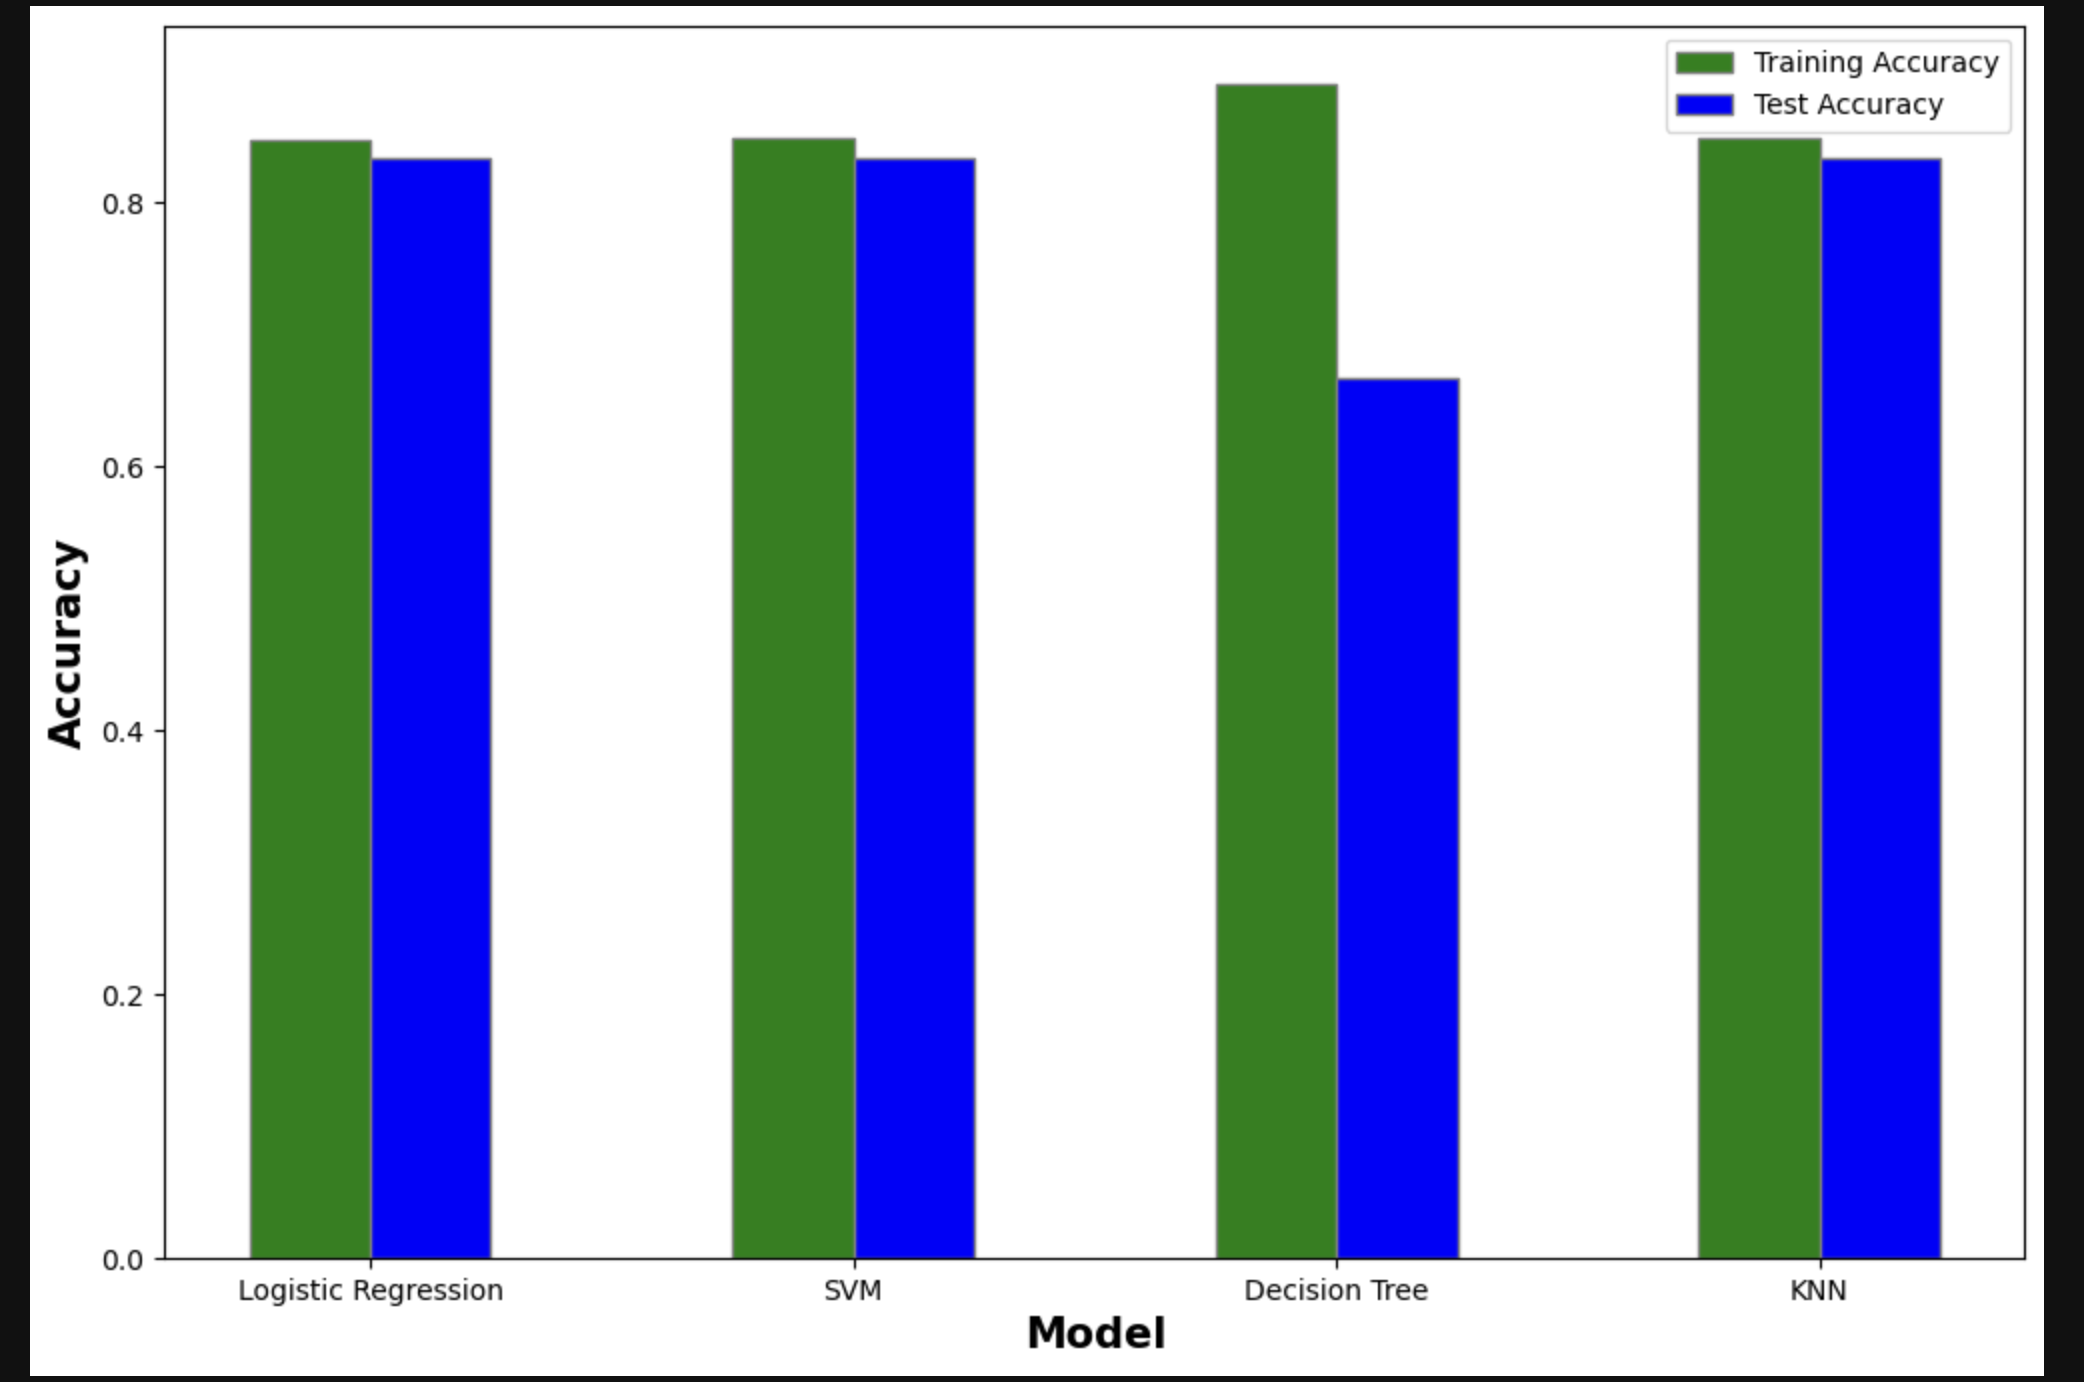 Training Accuracy
Test Accuracy
0.8
0.6
0.4
0.2
0.0
Accuracy
Logistic Regression
SVM
Decision Tree
KNN
Model